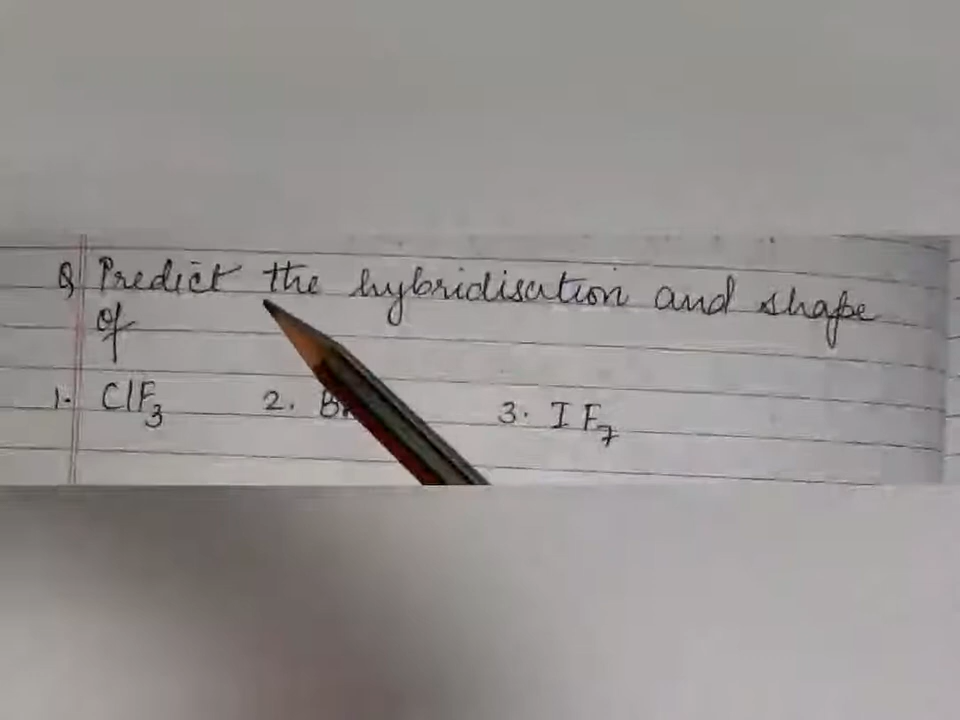 Q Predict the hybridisation and shape
of
1. ClF3 2. 3. IF7